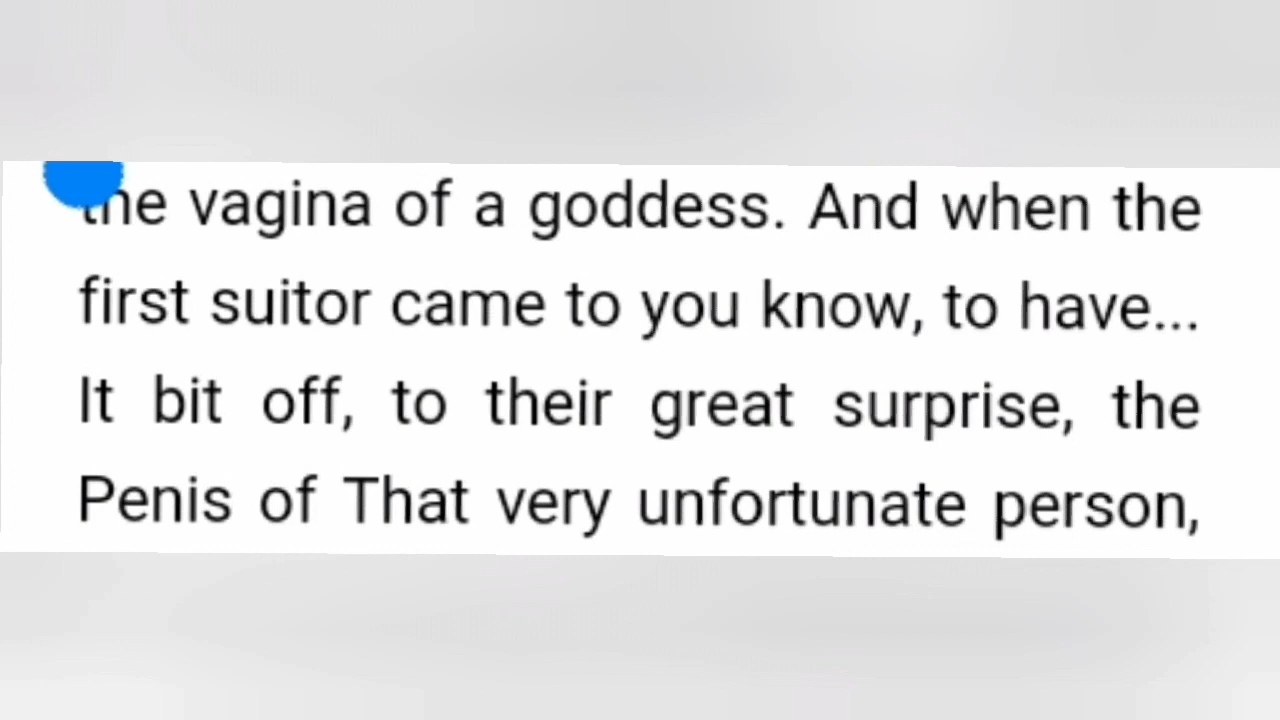 the vagina of a goddess. And when the
first suitor came to you know, to have...
It bit off, to their great surprise, the
Penis of That very unfortunate person,